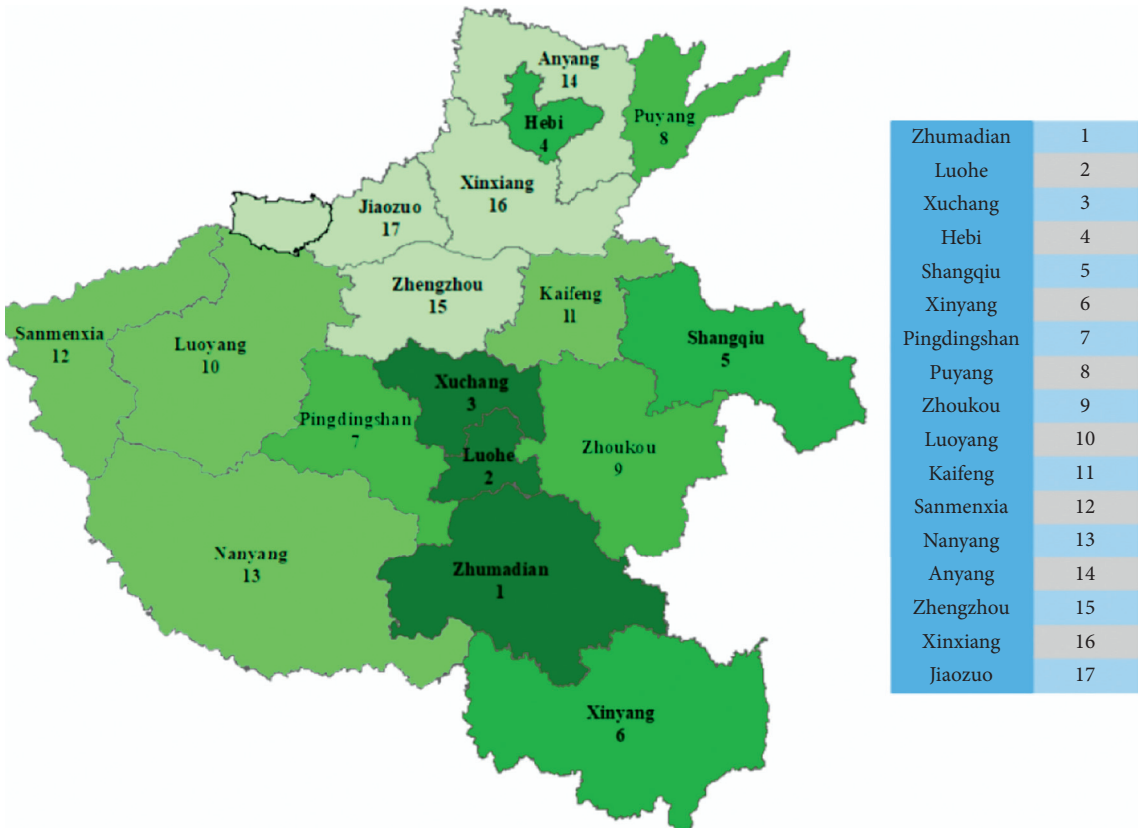 Anyang
14
Hebi
4
Puyang
8
Xinxiang
16
Jiaozuo
17
Zhengzhou
15
Kaifeng
11
Sanmenxia
12
Luoyang
10
Shangqiu
5
Xuchang
3
Pingdingshan
7
Luohe
2
Zhoukou
9
Nanyang
13
Zhumadian
1
Xinyang
6
Zhumadian 1
Luohe 2
Xuchang 3
Hebi 4
Shangqiu 5
Xinyang 6
Pingdingshan 7
Puyang 8
Zhoukou 9
Luoyang 10
Kaifeng 11
Sanmenxia 12
Nanyang 13
Anyang 14
Zhengzhou 15
Xinxiang 16
Jiaozuo 17